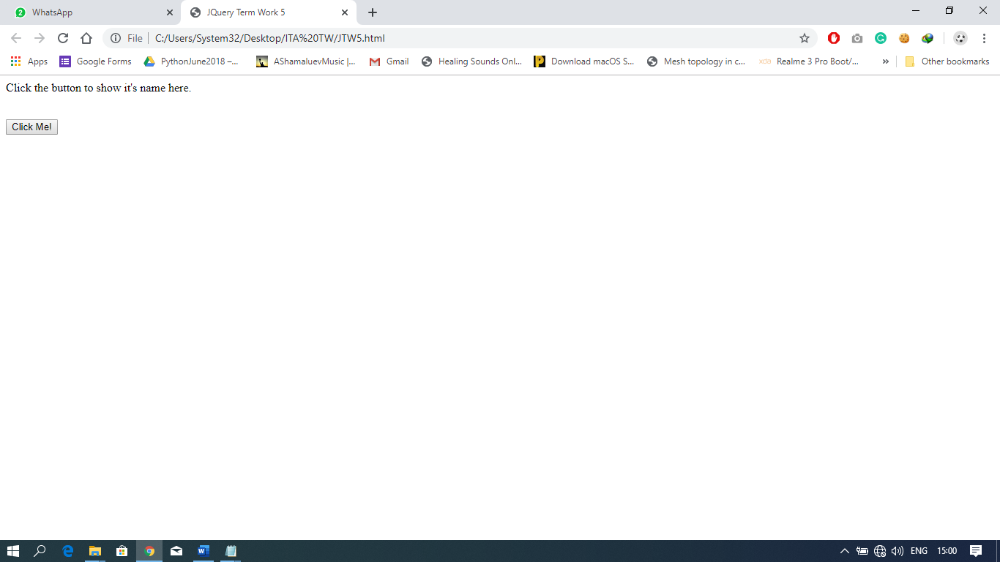 WhatsApp
JQuery Term Work 5
File
C:/Users/System32/Desktop/ITA%20TW/JTW5.html
Apps
Google Forms
PythonJune2018 –...
AShamaluevMusic |...
Gmail
Healing Sounds Onl...
Download macOS S...
Mesh topology in c...
xda
Realme 3 Pro Boot/...
»
Other bookmarks
Click the button to show it's name here.
Click Me!
ENG
15:00